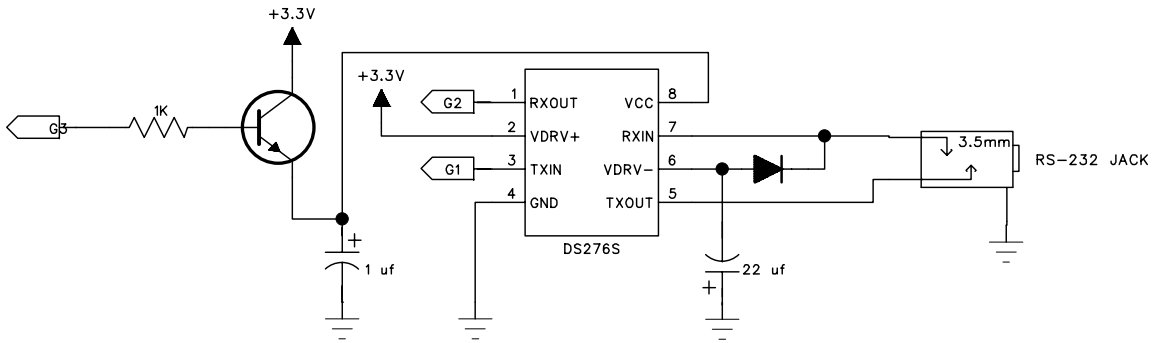 +3.3V
G3
1K
+3.3V
G2
1
RXOUT
VCC
8
2
VDRV+
RXIN
7
G1
3
TXIN
VDRV-
6
4
GND
TXOUT
5
DS276S
3.5mm
RS-232 JACK
+
1 uf
22 uf
+